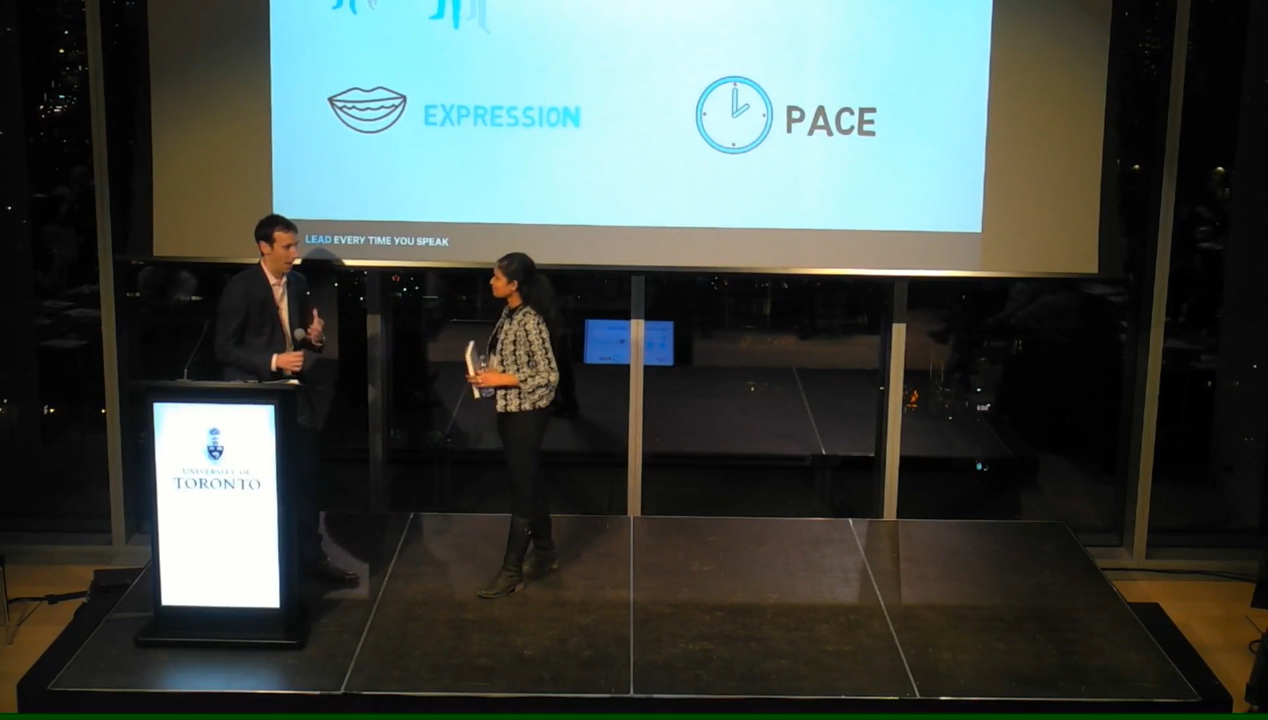 EXPRESSION
PACE
LEAD EVERY TIME YOU SPEAK
UNIVERSITY OF
TORONTO